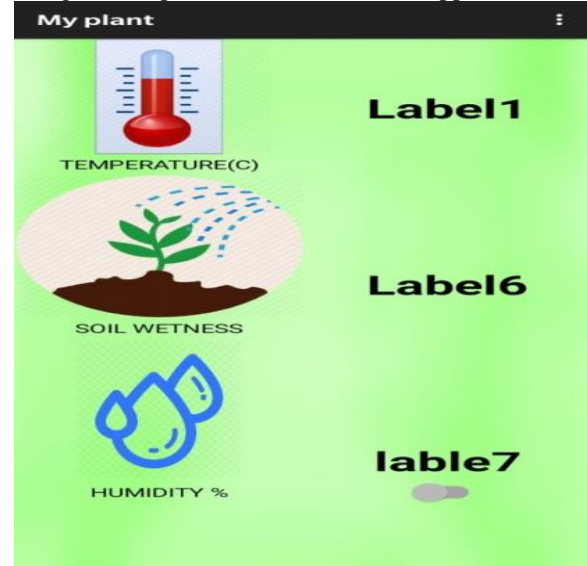 My plant
Label1
TEMPERATURE(C)
Label6
SOIL WETNESS
lable7
HUMIDITY %